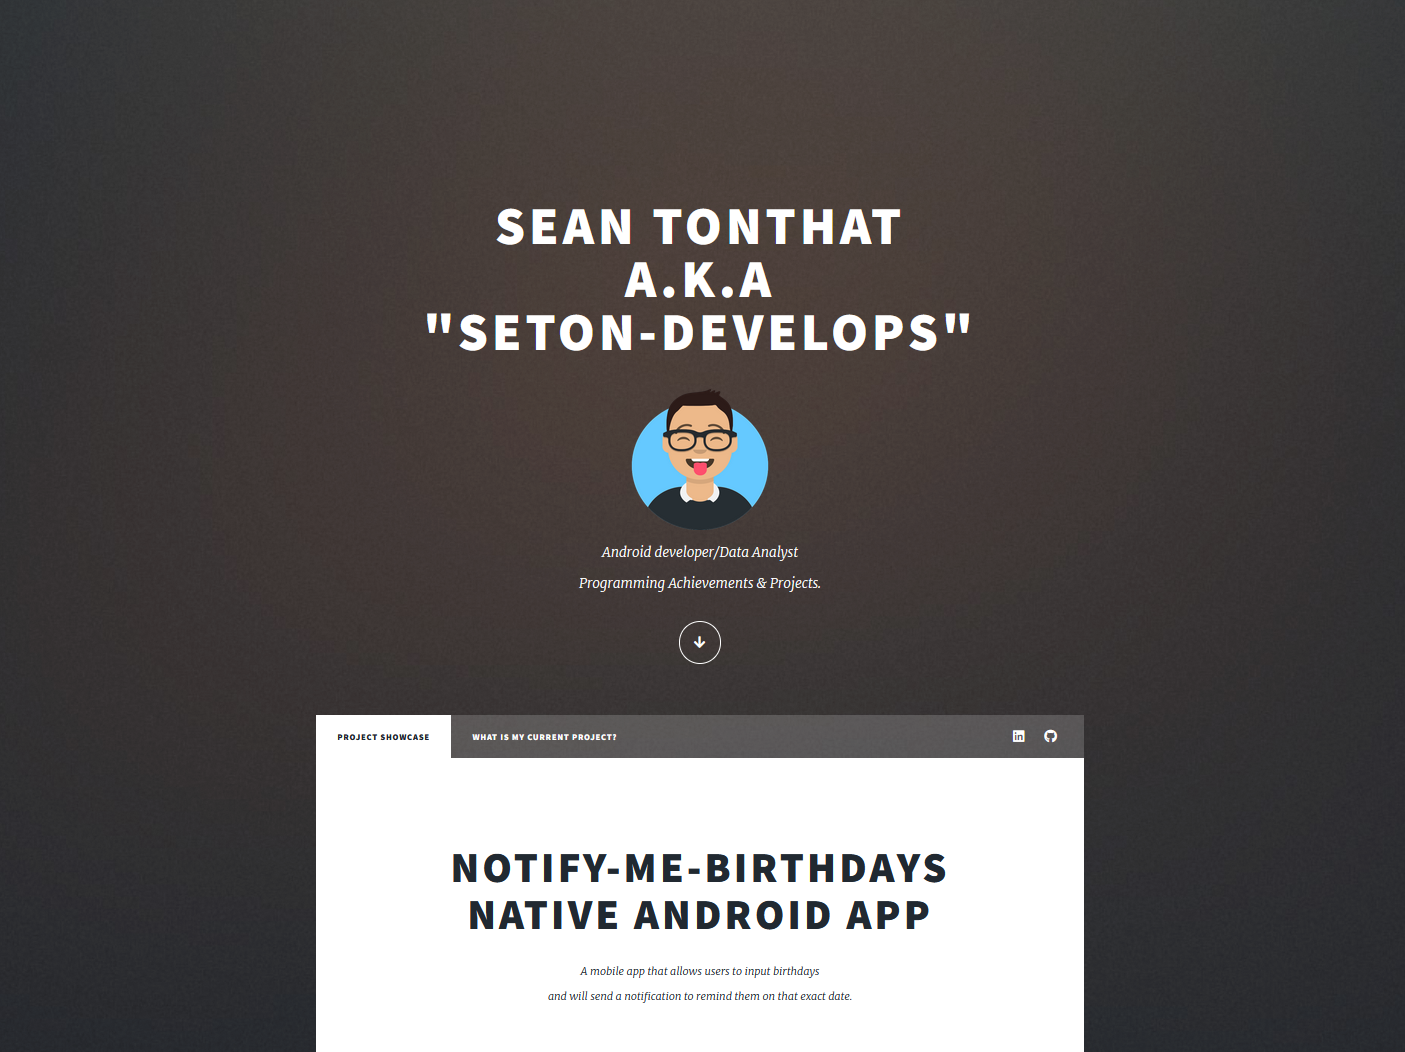 SEAN TONTHAT
A.K.A
"SETON-DEVELOPS"
Android developer/Data Analyst
Programming Achievements & Projects.
PROJECT SHOWCASE
WHAT IS MY CURRENT PROJECT?
in
NOTIFY-ME-BIRTHDAYS
NATIVE ANDROID APP
A mobile app that allows users to input birthdays
and will send a notification to remind them on that exact date.